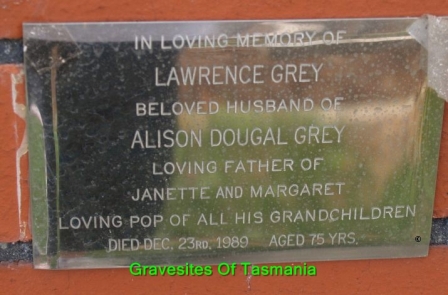 IN LOVING MEMORY OF
LAWRENCE GREY
BELOVED HUSBAND OF
ALISON DOUGAL GREY
LOVING FATHER OF
JANETTE AND MARGARET
LOVING POP OF ALL HIS GRANDCHILDREN
DIED DEC. 23RD. 1989 AGED 75 YRS.
Gravesites Of Tasmania